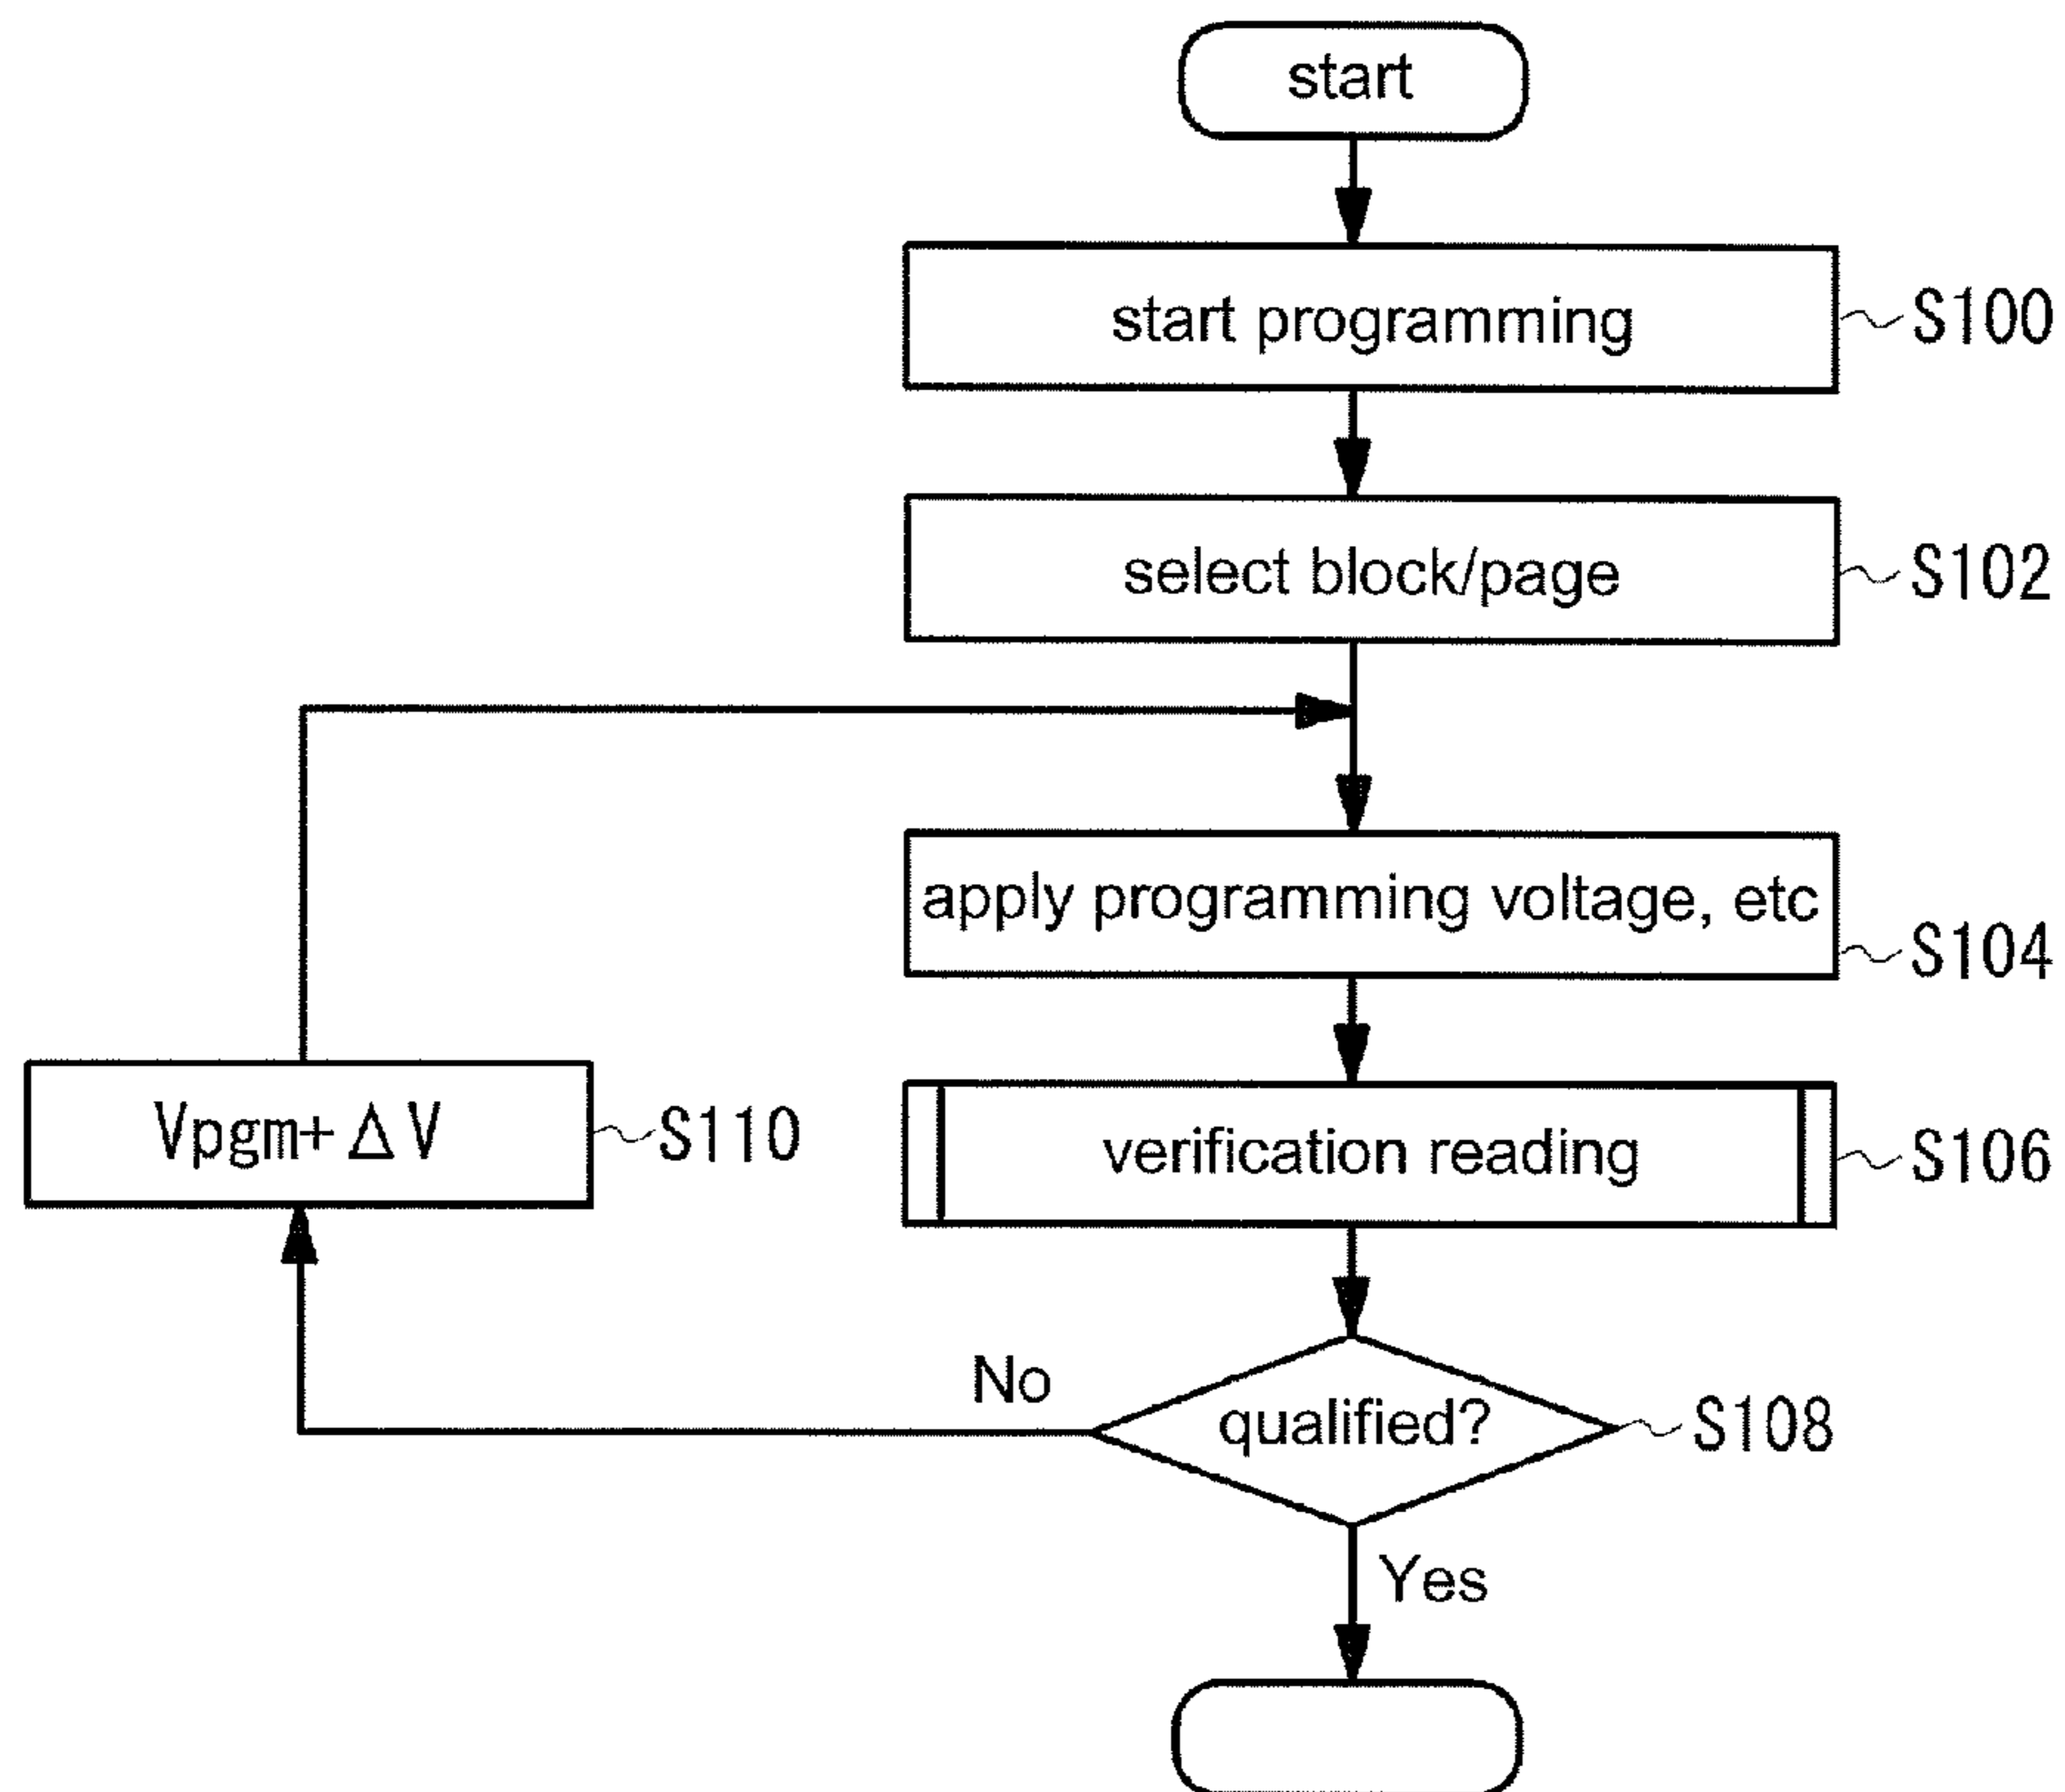 start
start programming
S100
select block/page
S102
apply programming voltage, etc
S104
Vpgm+ΔV
S110
verification reading
S106
No
qualified?
S108
Yes